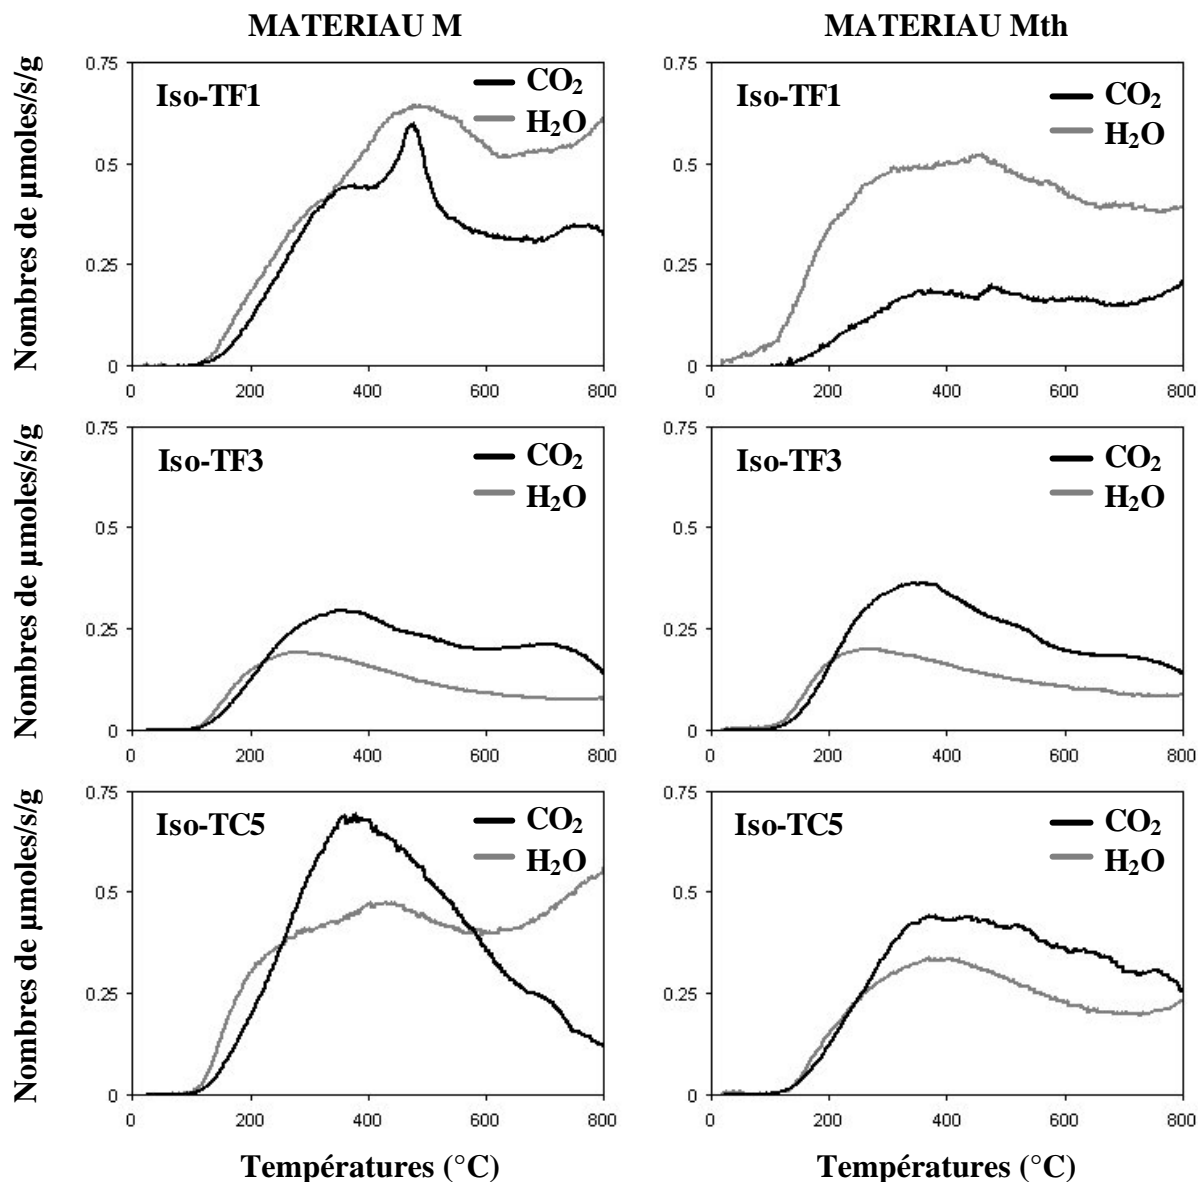 MATERIAU M
MATERIAU Mth
Nombres de µmoles/s/g
0.75
0.5
0.25
0
Iso-TF1
CO₂
H₂O
0 200 400 600 800
0.75
0.5
0.25
0
Iso-TF1
CO₂
H₂O
0 200 400 600 800
Nombres de µmoles/s/g
0.75
0.5
0.25
0
Iso-TF3
CO₂
H₂O
0 200 400 600 800
0.75
0.5
0.25
0
Iso-TF3
CO₂
H₂O
0 200 400 600 800
Nombres de µmoles/s/g
0.75
0.5
0.25
0
Iso-TC5
CO₂
H₂O
0 200 400 600 800
0.75
0.5
0.25
0
Iso-TC5
CO₂
H₂O
0 200 400 600 800
Températures (°C)
Températures (°C)